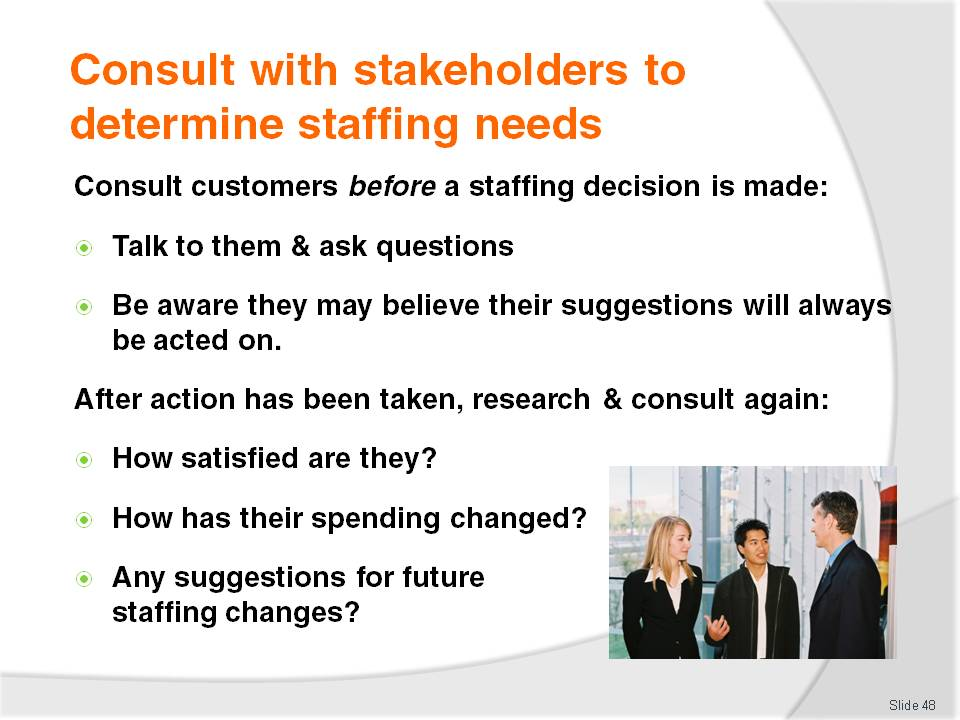 Consult with stakeholders to
determine staffing needs
Consult customers before a staffing decision is made:
Talk to them & ask questions
Be aware they may believe their suggestions will always
be acted on.
After action has been taken, research & consult again:
How satisfied are they?
How has their spending changed?
Any suggestions for future
staffing changes?
Slide 48